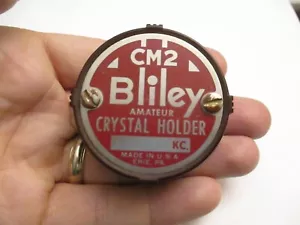 CM2
Bliley
AMATEUR
CRYSTAL HOLDER
KC.
MADE IN U.S.A
ERIE, PA.